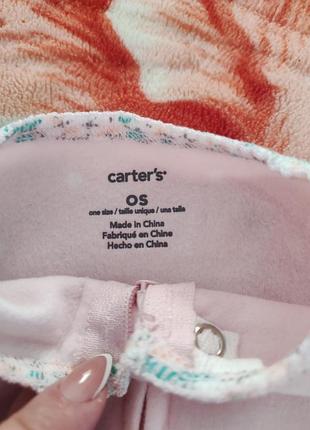 carter's
OS
one size / taille unique / una talla
Made in China
Fabriqué en Chine
Hecho en China